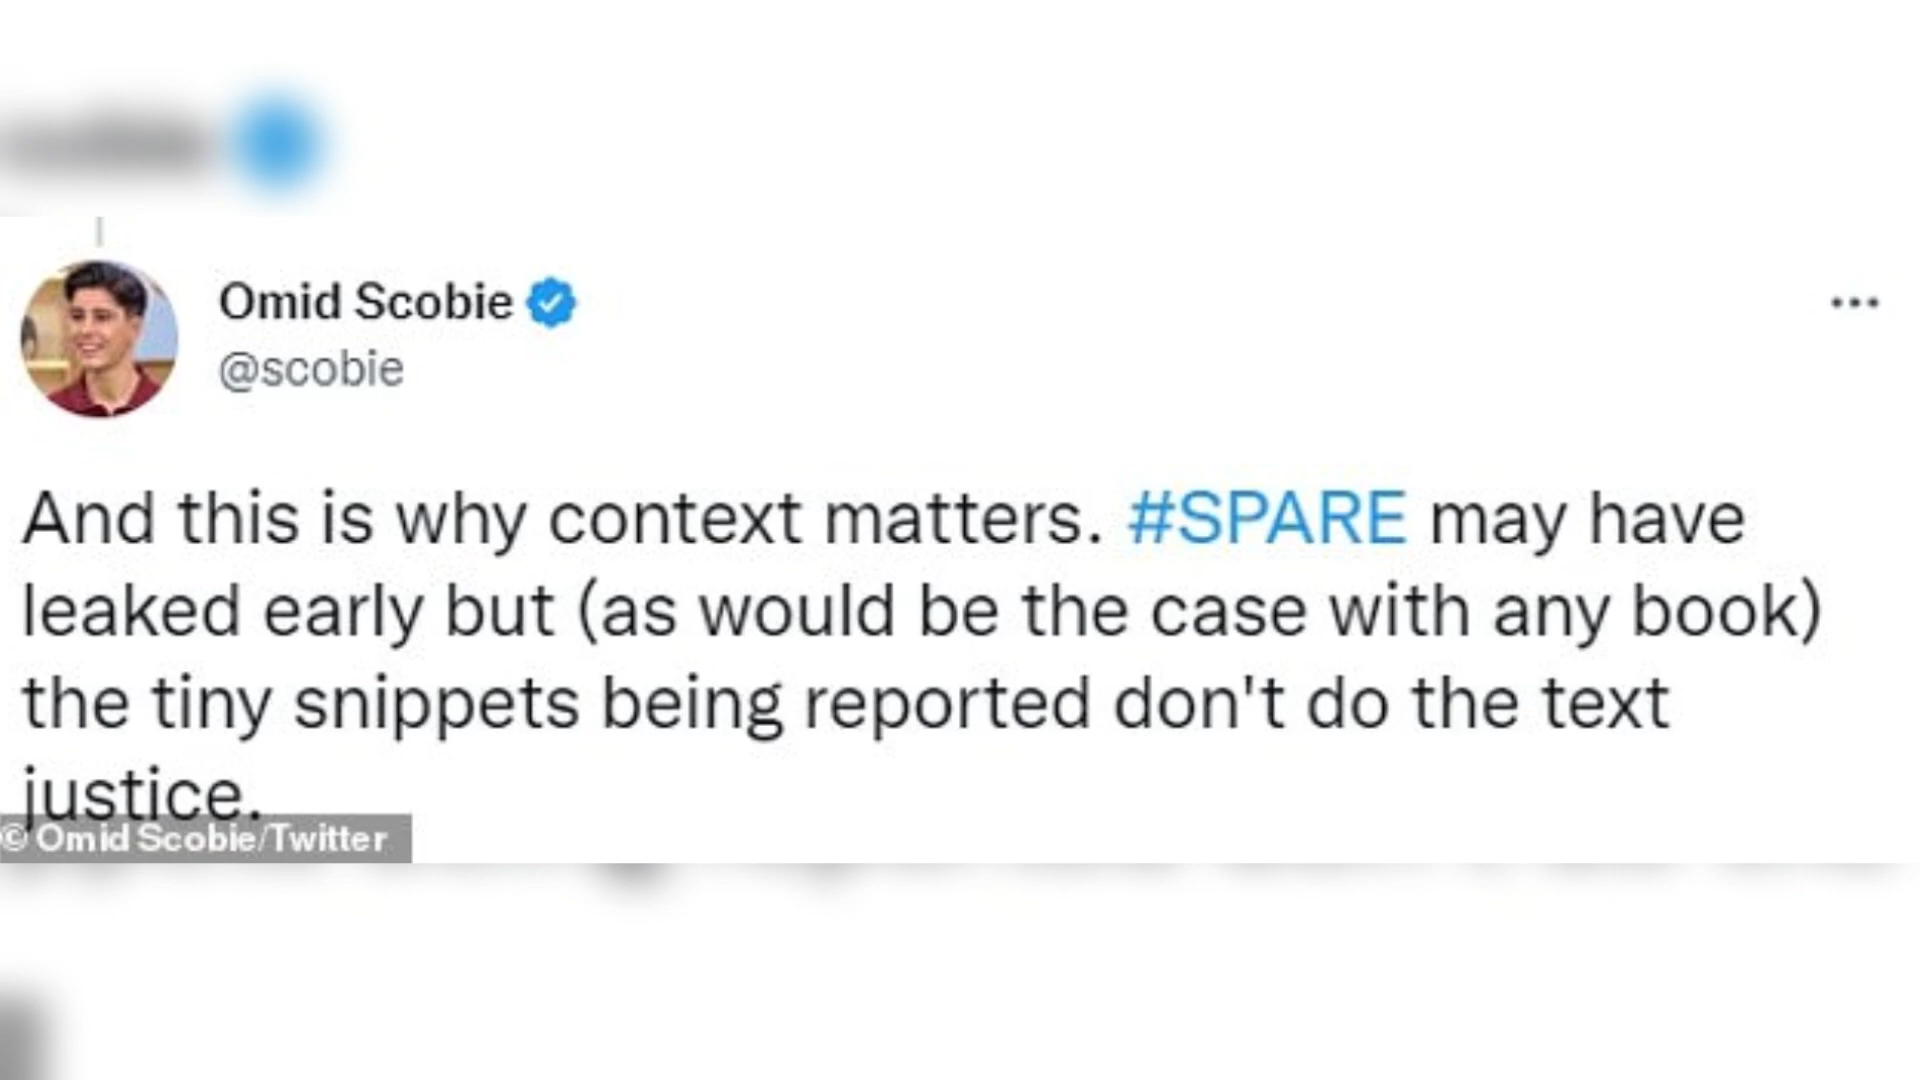 Omid Scobie
@scobie
And this is why context matters. #SPARE may have
leaked early but (as would be the case with any book)
the tiny snippets being reported don't do the text
justice.
© Omid Scobie/Twitter